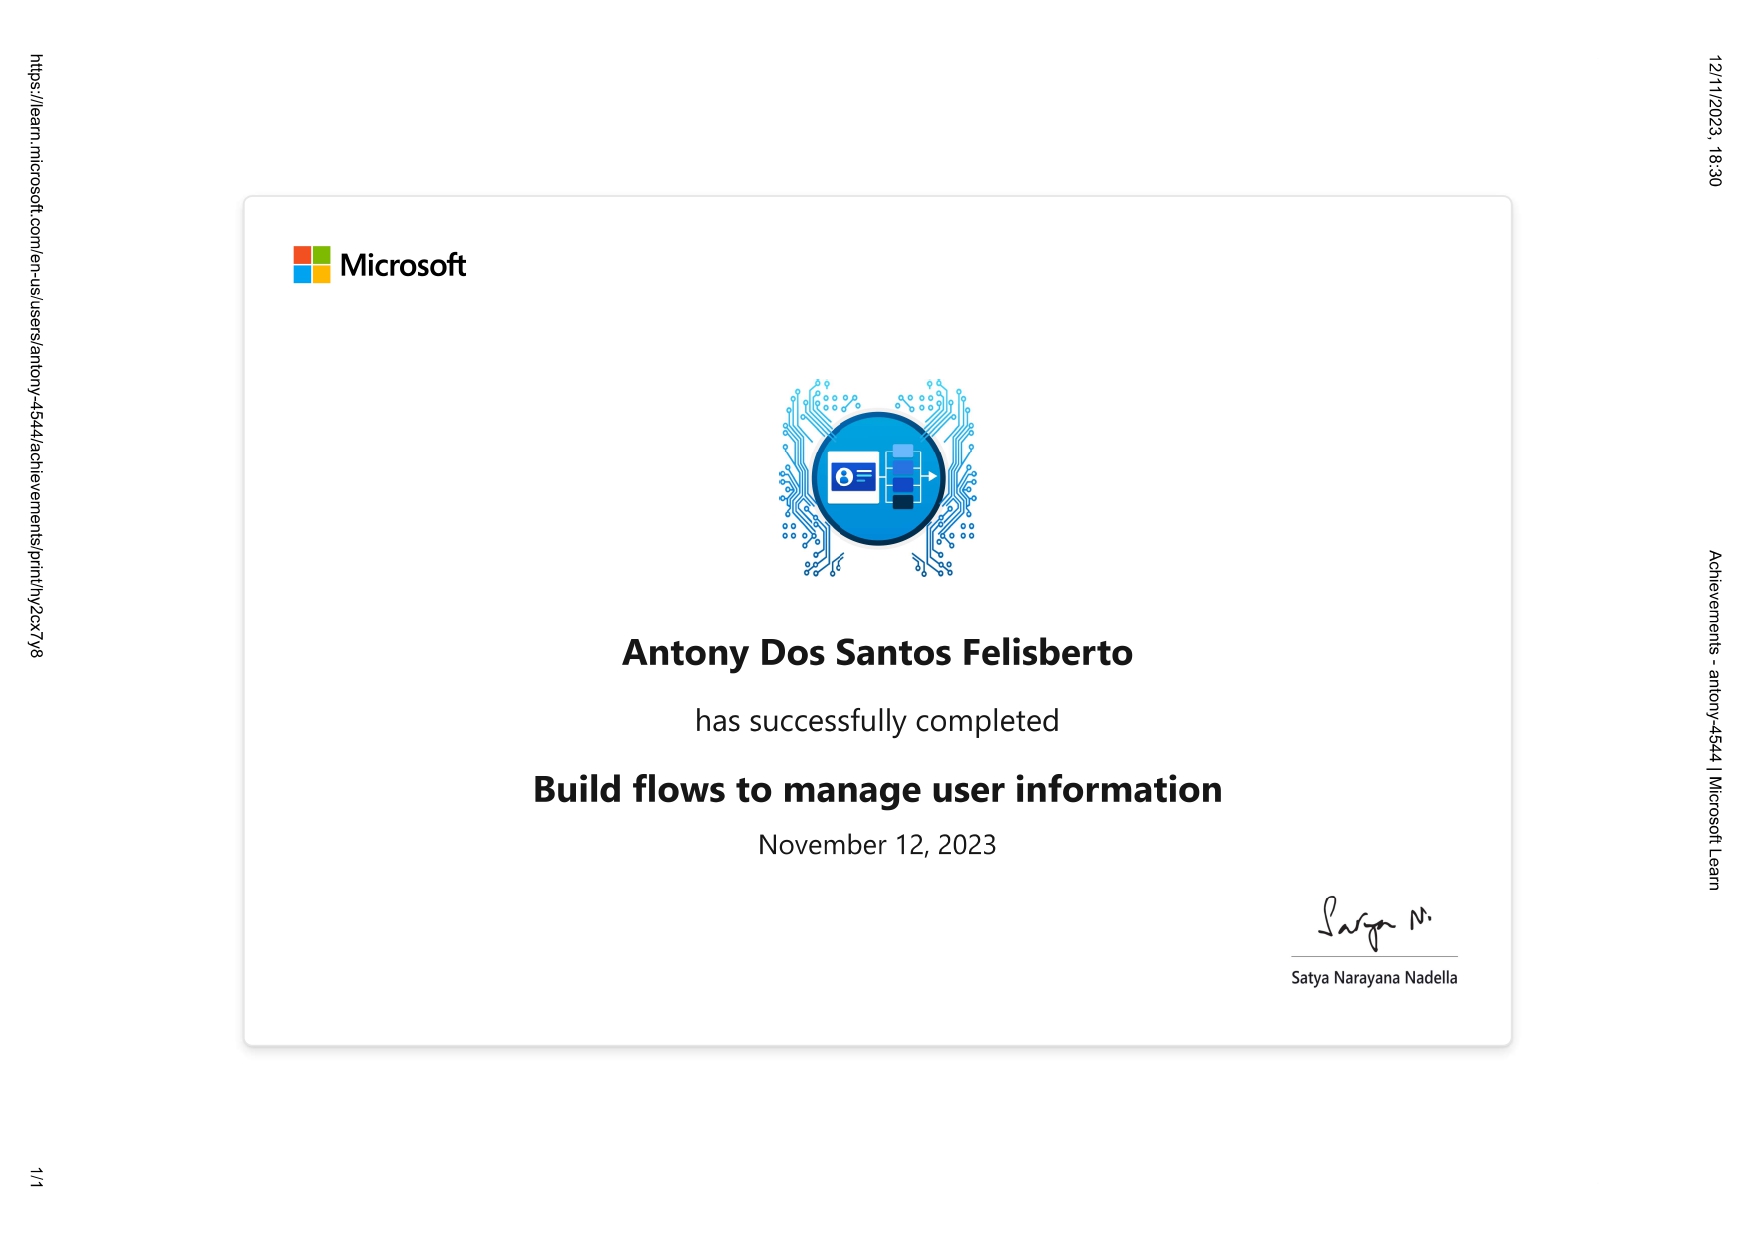 12/11/2023, 18:30
Achievements - antony-4544 | Microsoft Learn
Microsoft
Antony Dos Santos Felisberto
has successfully completed
Build flows to manage user information
November 12, 2023
Satya N.
Satya Narayana Nadella
https://learn.microsoft.com/en-us/users/antony-4544/achievements/print/hy2cx7y8
1/1